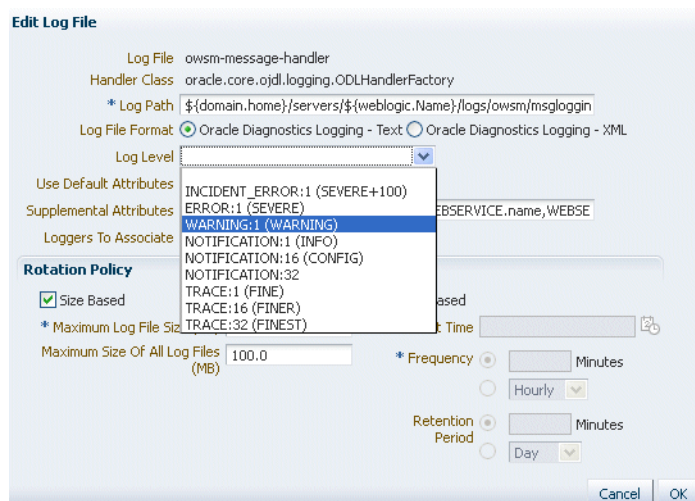 Edit Log File
Log File owsm-message-handler
Handler Class oracle.core.ojdl.logging.ODLHandlerFactory
* Log Path ${domain.home}/servers/${weblogic.Name}/logs/owsm/msgloggin
Log File Format Oracle Diagnostics Logging - Text Oracle Diagnostics Logging - XML
Log Level
Use Default Attributes
INCIDENT_ERROR:1 (SEVERE+100)
Supplemental Attributes ERROR:1 (SEVERE) EBSERVICE.name,WEBSE
WARNING:1 (WARNING)
Loggers To Associate NOTIFICATION:1 (INFO)
NOTIFICATION:16 (CONFIG)
Rotation Policy
NOTIFICATION:32
Size Based TRACE:1 (FINE) ased
TRACE:16 (FINER)
* Maximum Log File Siz TRACE:32 (FINEST) t Time
Maximum Size Of All Log Files (MB) 100.0
* Frequency Minutes
Hourly
Retention Period Minutes
Day
Cancel OK